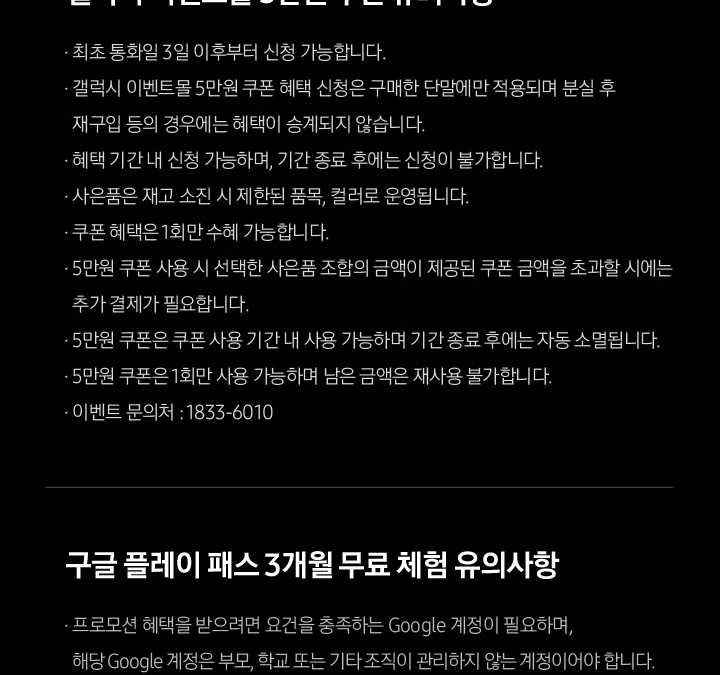 · 최초 통화일 3일 이후부터 신청 가능합니다.
· 갤럭시 이벤트몰 5만원 쿠폰 혜택 신청은 구매한 단말에만 적용되며 분실 후
재구입 등의 경우에는 혜택이 승계되지 않습니다.
· 혜택 기간 내 신청 가능하며, 기간 종료 후에는 신청이 불가합니다.
· 사은품은 재고 소진 시 제한된 품목, 컬러로 운영됩니다.
· 쿠폰 혜택은 1회만 수혜 가능합니다.
· 5만원 쿠폰 사용 시 선택한 사은품 조합의 금액이 제공된 쿠폰 금액을 초과할 시에는
추가 결제가 필요합니다.
· 5만원 쿠폰은 쿠폰 사용 기간 내 사용 가능하며 기간 종료 후에는 자동 소멸됩니다.
· 5만원 쿠폰은 1회만 사용 가능하며 남은 금액은 재사용 불가합니다.
· 이벤트 문의처 : 1833-6010
구글 플레이 패스 3개월 무료 체험 유의사항
· 프로모션 혜택을 받으려면 요건을 충족하는 Google 계정이 필요하며,
해당 Google 계정은 부모, 학교 또는 기타 조직이 관리하지 않는 계정이어야 합니다.